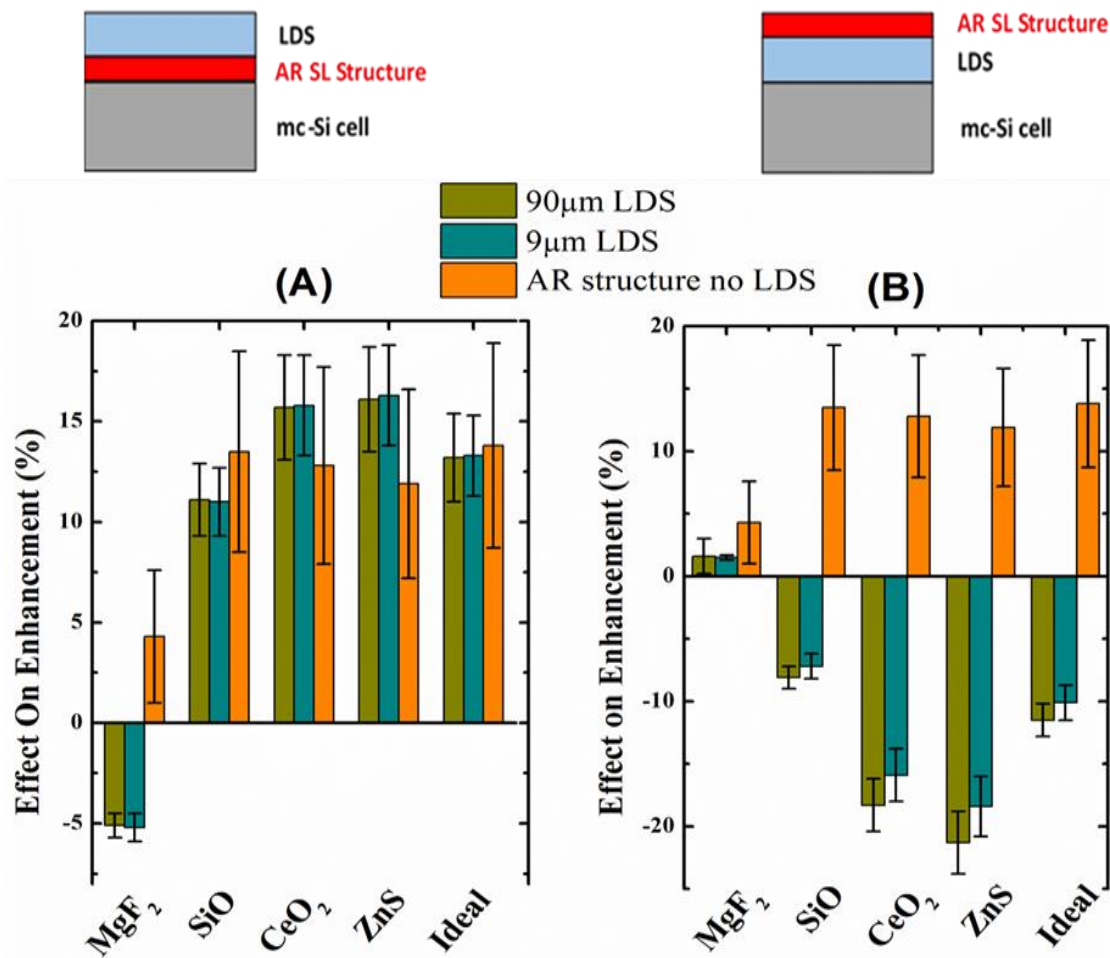 LDS
AR SL Structure
mc-Si cell
AR SL Structure
LDS
mc-Si cell
90μm LDS
9μm LDS
AR structure no LDS
(A)
(B)
Effect On Enhancement (%)
20
15
10
5
0
-5
MgF₂
SiO
CeO₂
ZnS
Ideal
Effect on Enhancement (%)
20
10
0
-10
-20
MgF₂
SiO
CeO₂
ZnS
Ideal